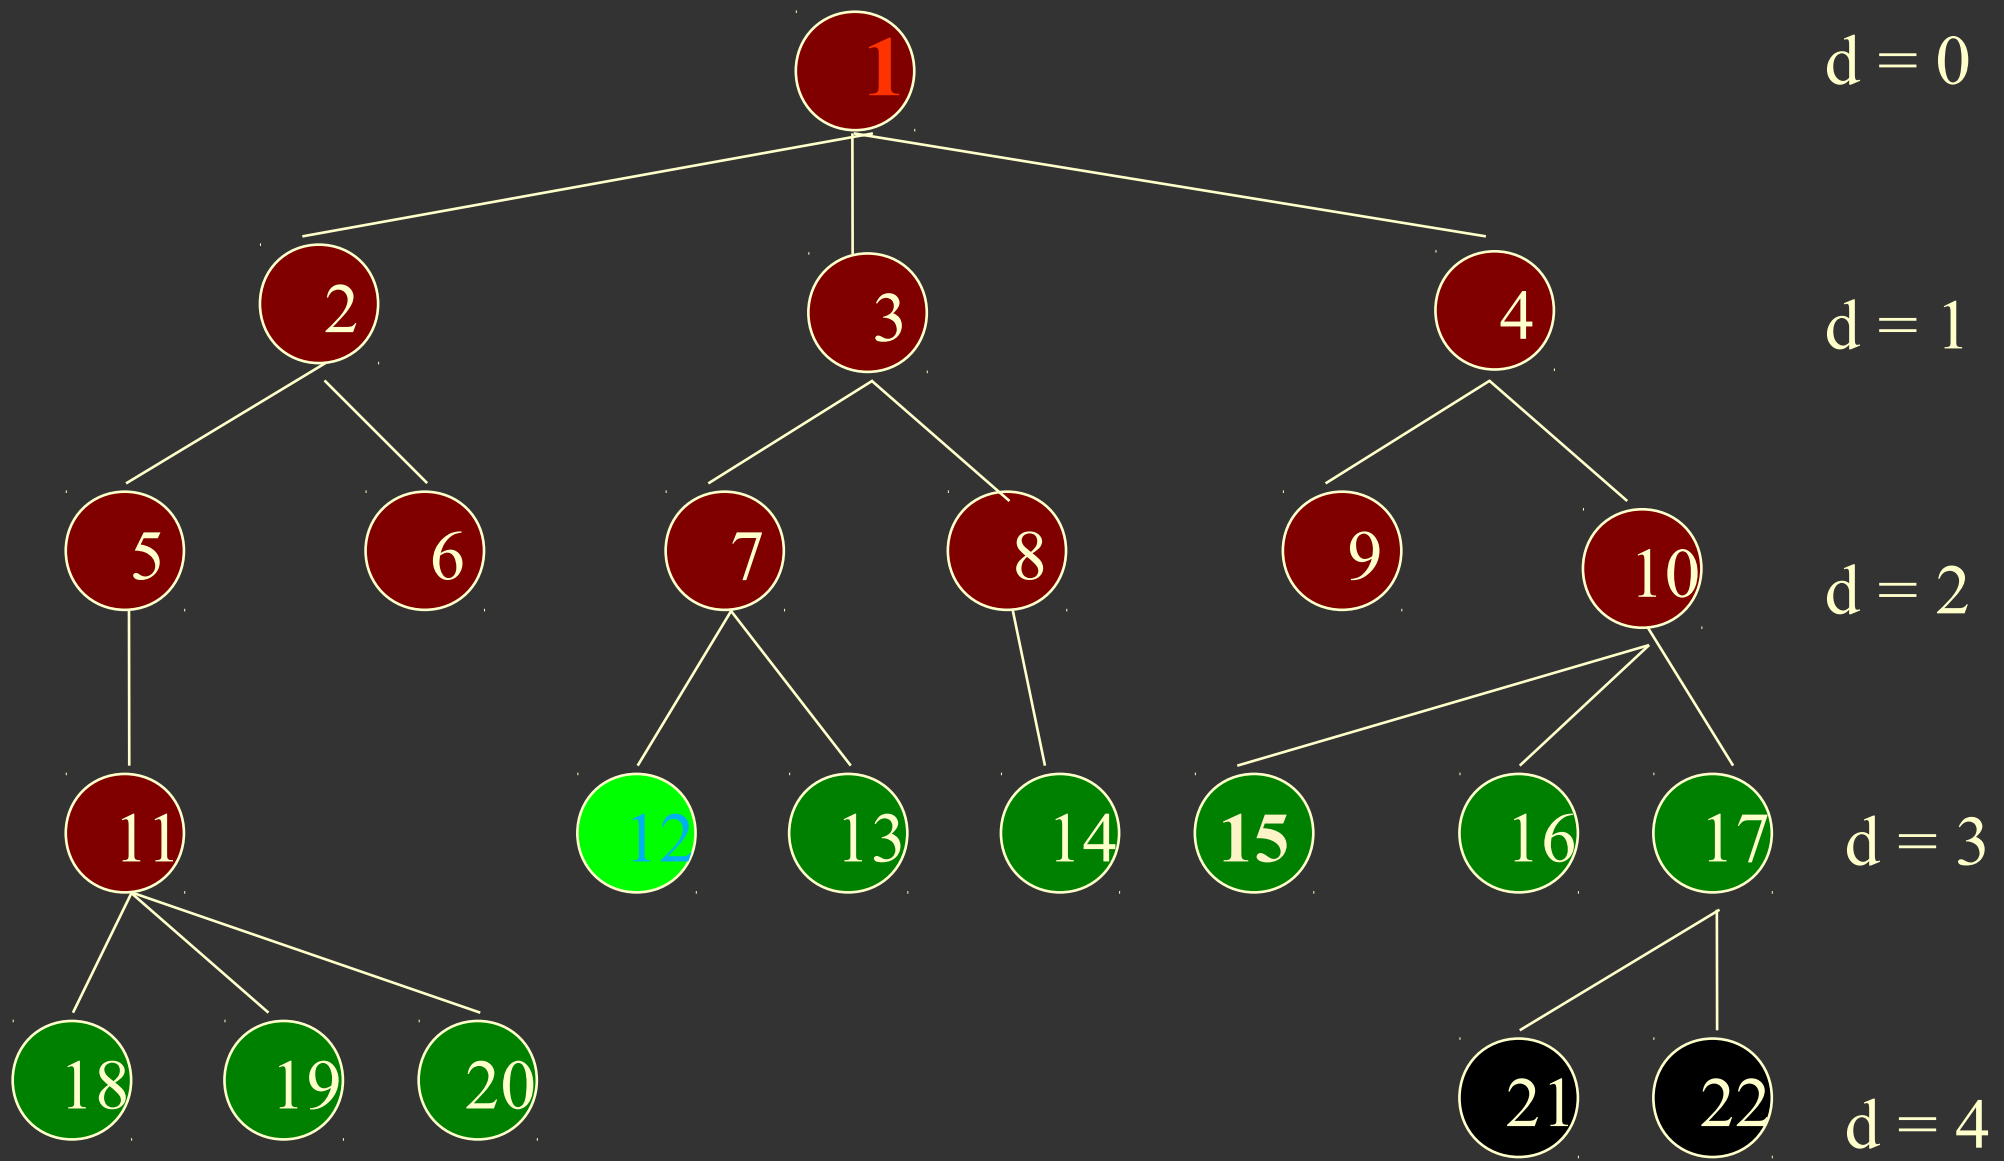 1 d = 0
2 3 4 d = 1
5 6 7 8 9 10 d = 2
11 12 13 14 15 16 17 d = 3
18 19 20 21 22 d = 4